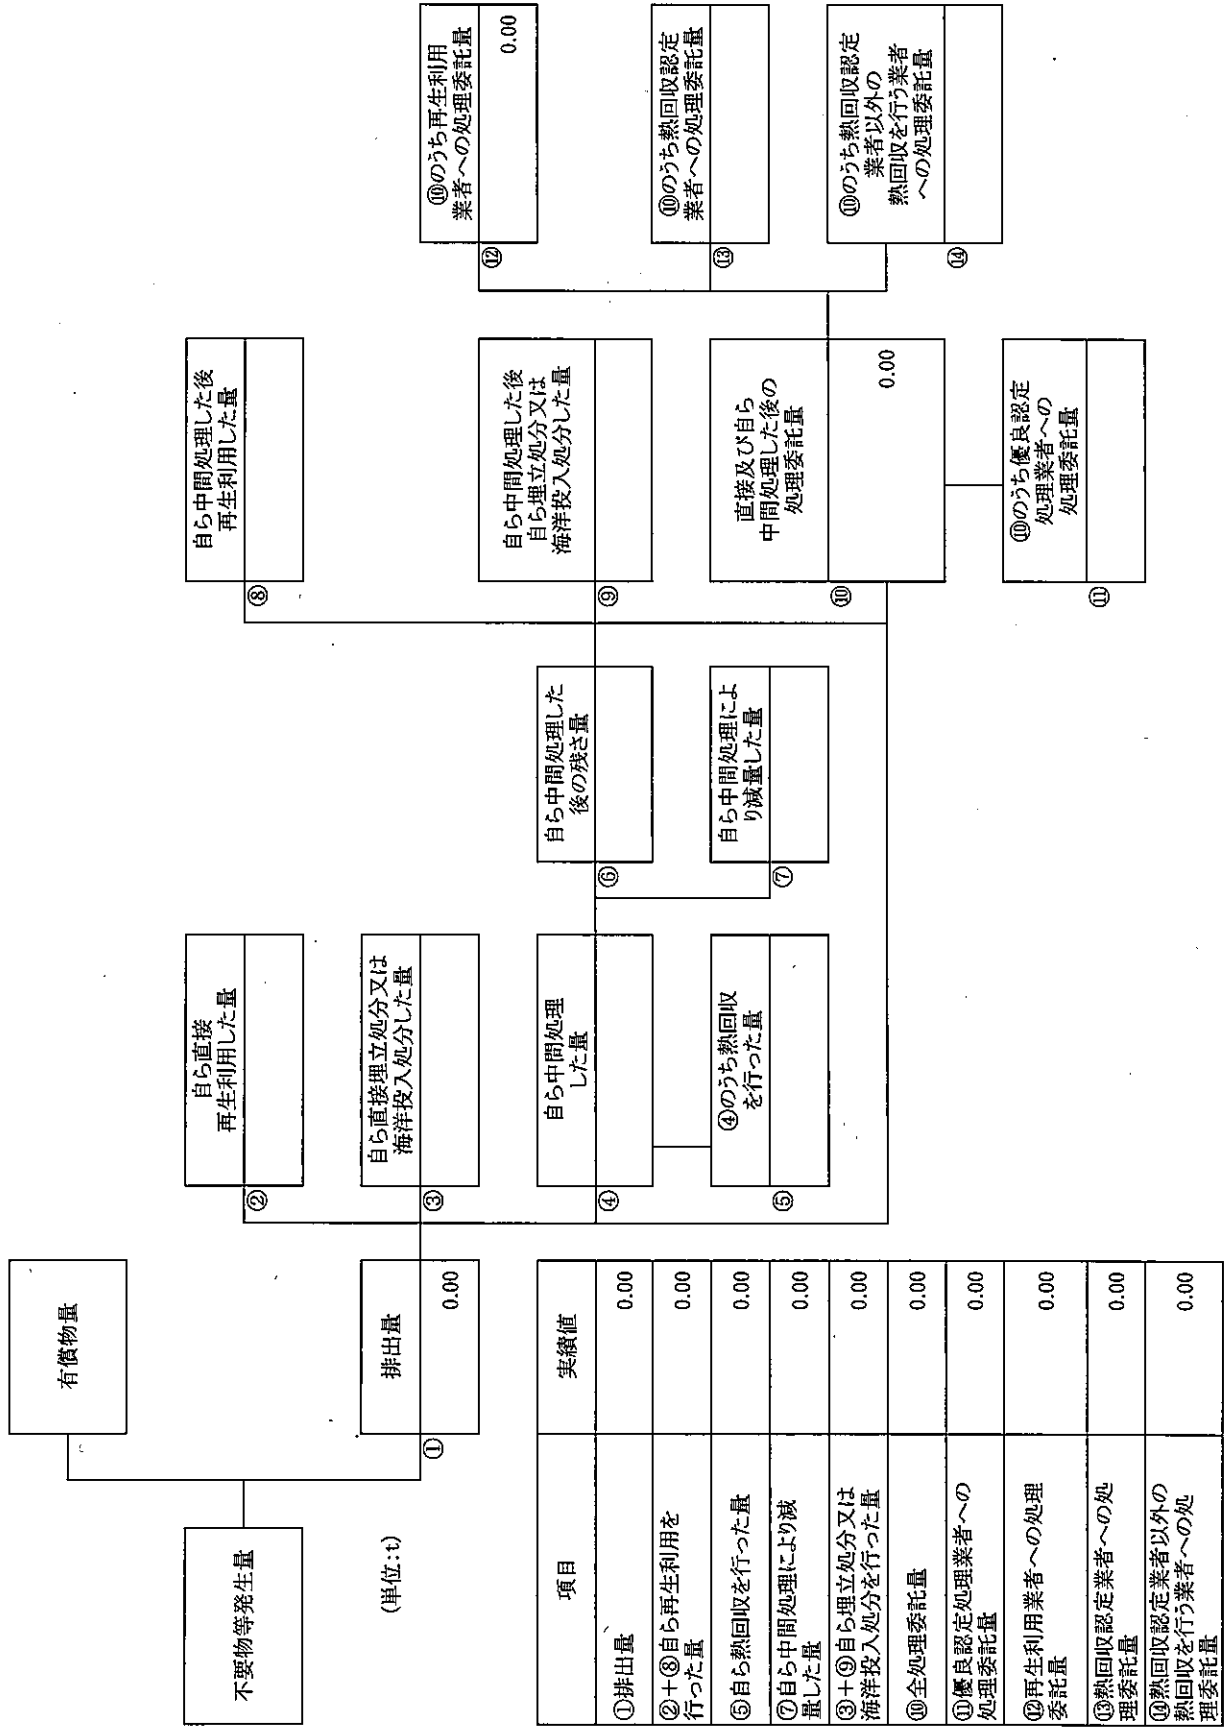 有償物量
不要物等発生量
(単位:t)
排出量
①
0.00
自ら直接
再生利用した量
②
自ら直接埋立処分又は
海洋投入処分した量
③
自ら中間処理
した量
④
④のうち熱回収
を行った量
⑤
自ら中間処理した
後の残さ量
⑥
自ら中間処理によ
り減量した量
⑦
自ら中間処理した後
再生利用した量
⑧
自ら中間処理した後
自ら埋立処分又は
海洋投入処分した量
⑨
直接及び自ら
中間処理した後の
処理委託量
⑩
0.00
⑩のうち優良認定
処理業者への
処理委託量
⑪
⑩のうち再生利用
業者への処理委託量
⑫
0.00
⑩のうち熱回収認定
業者への処理委託量
⑬
⑩のうち熱回収認定
業者以外の
熱回収を行う業者
への処理委託量
⑭
項目 実績値
①排出量 0.00
②+⑧自ら再生利用を
行った量 0.00
⑤自ら熱回収を行った量 0.00
⑦自ら中間処理により減
量した量 0.00
③+⑨自ら埋立処分又は
海洋投入処分を行った量 0.00
⑩全処理委託量 0.00
⑪優良認定処理業者への
処理委託量 0.00
⑫再生利用業者への処理
委託量 0.00
⑬熱回収認定業者への処
理委託量 0.00
⑭熱回収認定業者以外の
熱回収を行う業者への処
理委託量 0.00